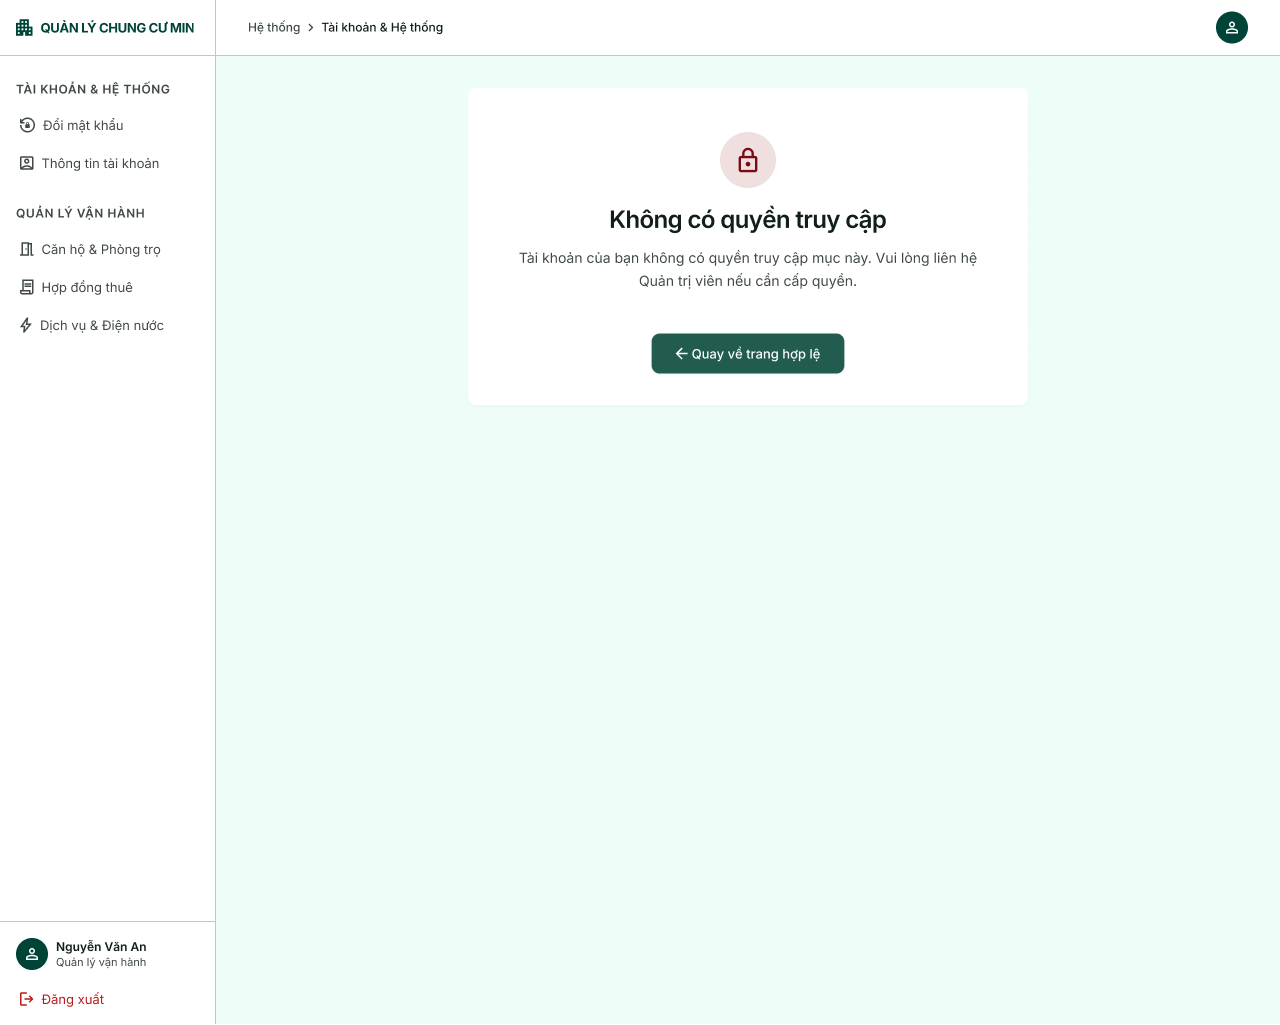 QUẢN LÝ CHUNG CƯ MINI
Hệ thống
Tài khoản & Hệ thống
TÀI KHOẢN & HỆ THỐNG
Đổi mật khẩu
Thông tin tài khoản
QUẢN LÝ VẬN HÀNH
Căn hộ & Phòng trọ
Hợp đồng thuê
Dịch vụ & Điện nước
Không có quyền truy cập
Tài khoản của bạn không có quyền truy cập mục này. Vui lòng liên hệ
Quản trị viên nếu cần cấp quyền.
Quay về trang hợp lệ
Nguyễn Văn An
Quản lý vận hành
Đăng xuất